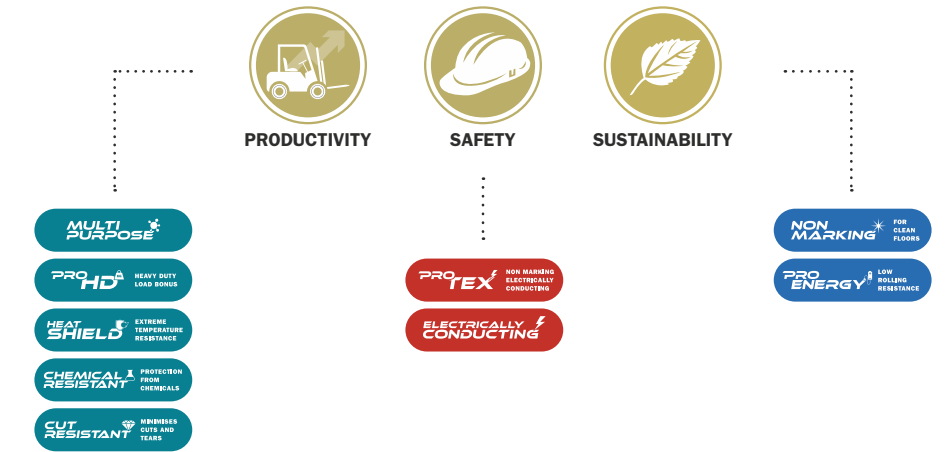 PRODUCTIVITY
SAFETY
SUSTAINABILITY
MULTI
PURPOSE
PRO
HD
HEAVY DUTY
LOAD BONUS
HEAT
SHIELD
EXTREME
TEMPERATURE
RESISTANCE
CHEMICAL
RESISTANT
PROTECTION
FROM
CHEMICALS
CUT
RESISTANT
MINIMISES
CUTS AND
TEARS
PRO
TEX
NON MARKING
ELECTRICALLY
CONDUCTING
ELECTRICALLY
CONDUCTING
NON
MARKING
FOR
CLEAN
FLOORS
PRO
ENERGY
LOW
ROLLING
RESISTANCE